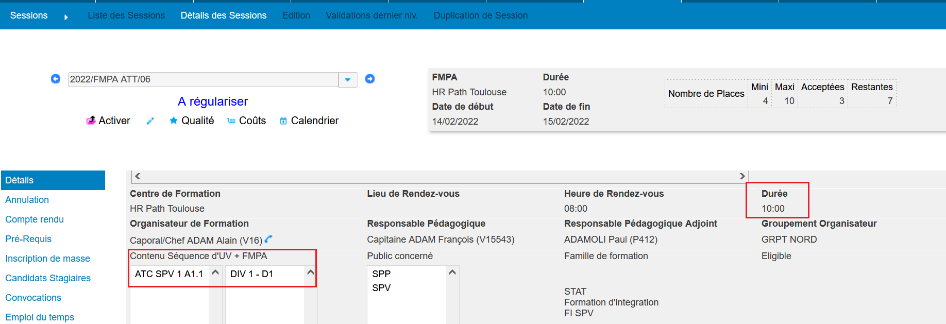 Sessions Liste des Sessions Détails des Sessions Edition Validations dernier niv. Duplication de Session
2022/FMPA ATT/06
A régulariser
Activer Qualité Coûts Calendrier
FMPA Durée
HR Path Toulouse 10:00
Date de début Date de fin
14/02/2022 15/02/2022
Mini Maxi Acceptées Restantes
Nombre de Places 4 10 3 7
Détails
Annulation
Compte rendu
Pré-Requis
Inscription de masse
Candidats Stagiaires
Convocations
Emploi du temps
Centre de Formation Lieu de Rendez-vous Heure de Rendez-vous Durée
HR Path Toulouse 08:00 10:00
Organisateur de Formation Responsable Pédagogique Responsable Pédagogique Adjoint Groupement Organisateur
Caporal/Chef ADAM Alain (V16) Capitaine ADAM François (V15543) ADAMOLI Paul (P412) GRPT NORD
Contenu Séquence d'UV + FMPA Public concerné Famille de formation Eligible
ATC SPV 1 A1.1 DIV 1 - D1 SPP
SPV
STAT
Formation d'Integration
FI SPV